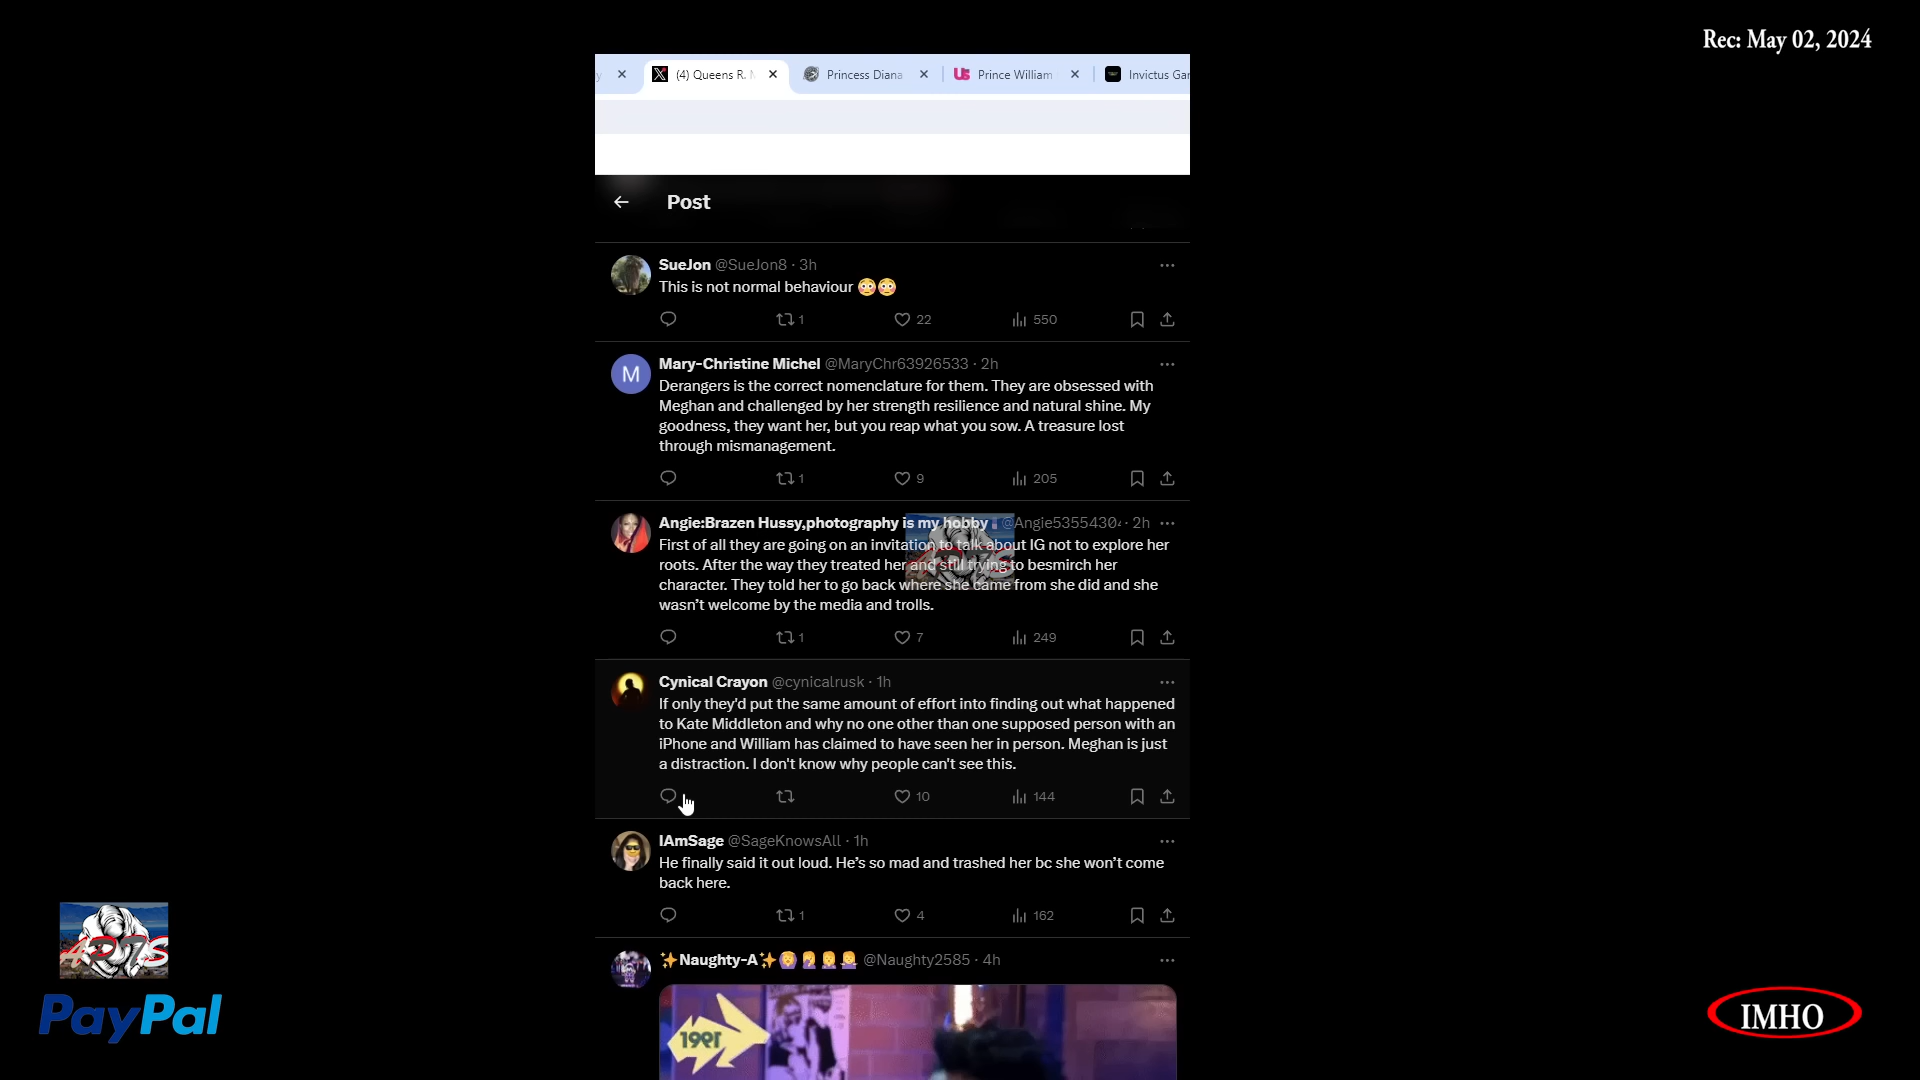 Rec: May 02, 2024
(4) Queens R.
Princess Diana
Prince William
Invictus Gar
Post
SueJon @SueJon8 · 3h
This is not normal behaviour 😳😳
1 22 550
M
Mary-Christine Michel @MaryChr63926533 · 2h
Derangers is the correct nomenclature for them. They are obsessed with
Meghan and challenged by her strength resilience and natural shine. My
goodness, they want her, but you reap what you sow. A treasure lost
through mismanagement.
1 9 205
Angie:Brazen Hussy,photography is my hobby @Angie5355430 · 2h
First of all they are going on an invitation to talk about IG not to explore her
roots. After the way they treated her and still trying to besmirch her
character. They told her to go back where she came from she did and she
wasn't welcome by the media and trolls.
1 7 249
Cynical Crayon @cynicalrusk · 1h
If only they'd put the same amount of effort into finding out what happened
to Kate Middleton and why no one other than one supposed person with an
iPhone and William has claimed to have seen her in person. Meghan is just
a distraction. I don't know why people can't see this.
10 144
IAmSage @SageKnowsAll · 1h
He finally said it out loud. He's so mad and trashed her bc she won't come
back here.
1 4 162
✨Naughty-A✨ @Naughty2585 · 4h
1991
PayPal
IMHO